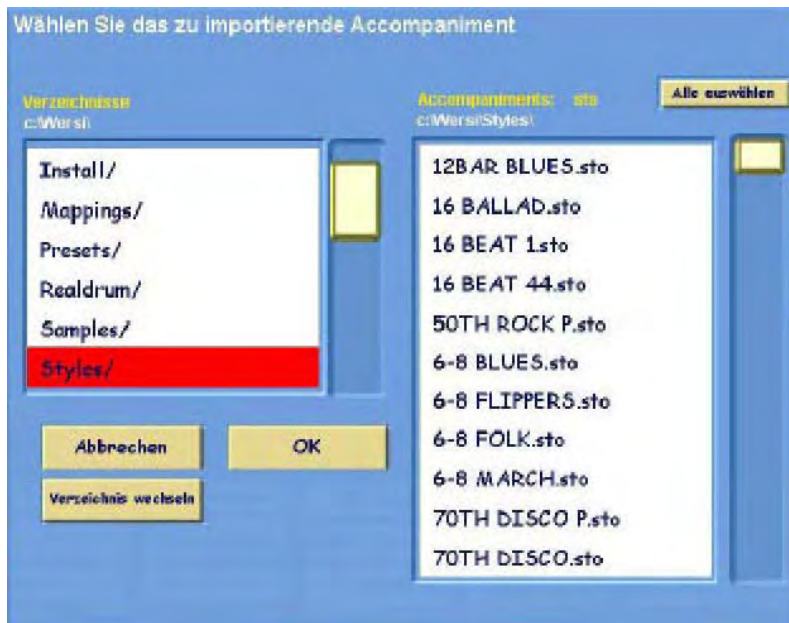 Wählen Sie das zu importierende Accompaniment
Verzeichnisse
c:\Wersi\
Install/
Mappings/
Presets/
Realdrum/
Samples/
Styles/
Abbrechen
OK
Verzeichnis wechseln
Accompaniments: sto
c:\Wersi\Styles\
Alle auswählen
12BAR BLUES.sto
16 BALLAD.sto
16 BEAT 1.sto
16 BEAT 44.sto
50TH ROCK P.sto
6-8 BLUES.sto
6-8 FLIPPERS.sto
6-8 FOLK.sto
6-8 MARCH.sto
70TH DISCO P.sto
70TH DISCO.sto